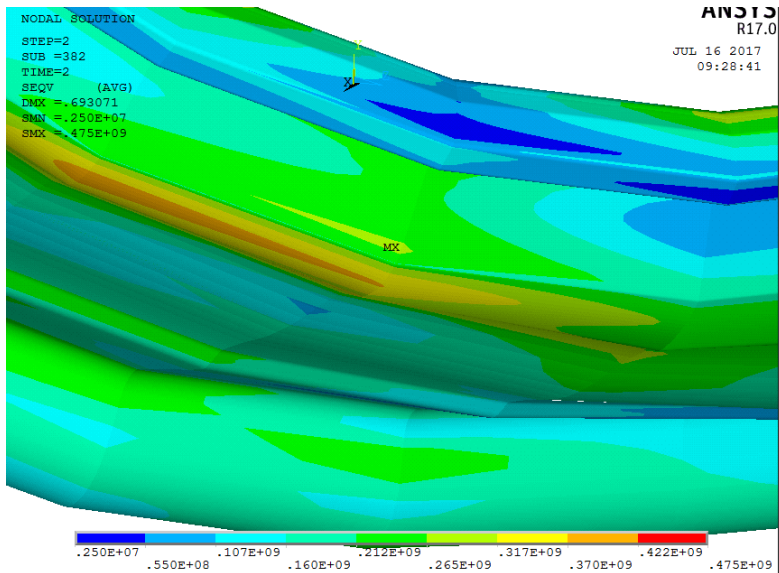 NODAL SOLUTION
STEP=2
SUB =382
TIME=2
SEQV (AVG)
DMX =.693071
SMN =.250E+07
SMX =.475E+09
ANSYS
R17.0
JUL 16 2017
09:28:41
Y
X
MX
.250E+07 .107E+09 .212E+09 .317E+09 .422E+09
.550E+08 .160E+09 .265E+09 .370E+09 .475E+09